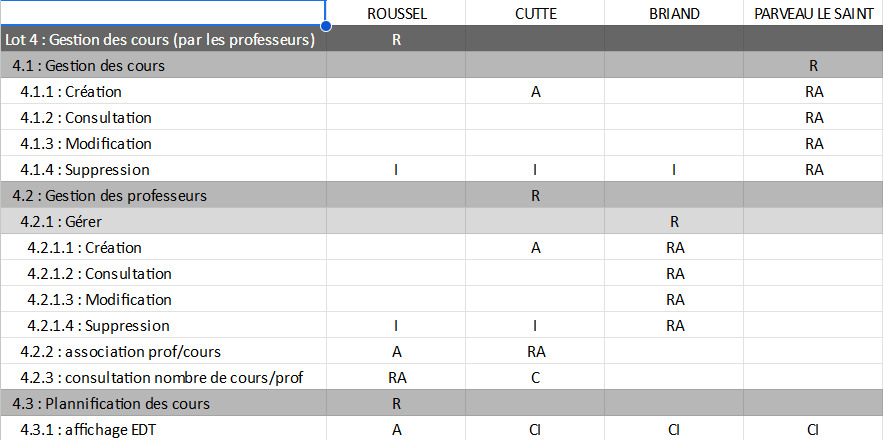 ROUSSEL CUTTE BRIAND PARVEAU LE SAINT
Lot 4 : Gestion des cours (par les professeurs) R
4.1 : Gestion des cours R
4.1.1 : Création A RA
4.1.2 : Consultation RA
4.1.3 : Modification RA
4.1.4 : Suppression I I I RA
4.2 : Gestion des professeurs R
4.2.1 : Gérer R
4.2.1.1 : Création A RA
4.2.1.2 : Consultation RA
4.2.1.3 : Modification RA
4.2.1.4 : Suppression I I RA
4.2.2 : association prof/cours A RA
4.2.3 : consultation nombre de cours/prof RA C
4.3 : Plannification des cours R
4.3.1 : affichage EDT A CI CI CI